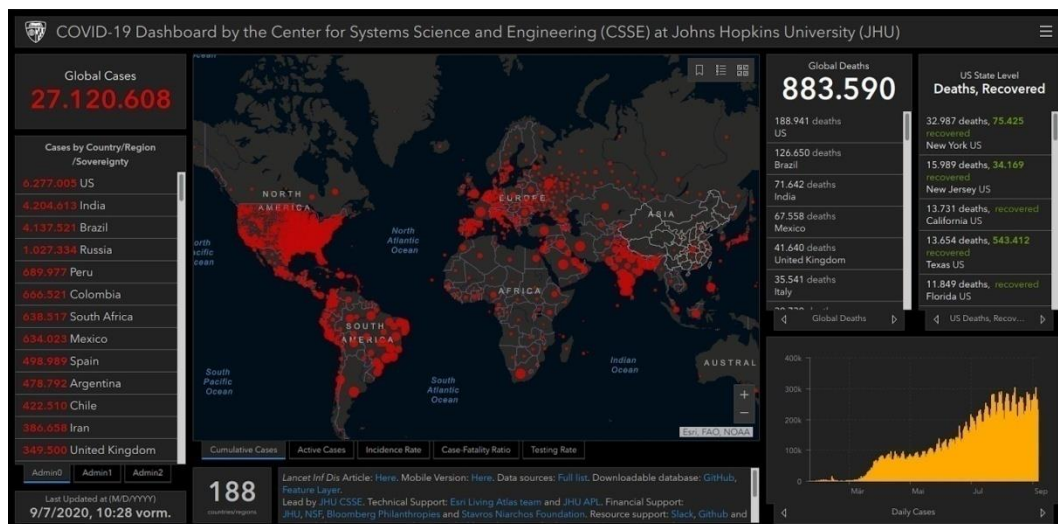 COVID-19 Dashboard by the Center for Systems Science and Engineering (CSSE) at Johns Hopkins University (JHU)
Global Cases
27.120.608
Cases by Country/Region
/Sovereignty
6.277.005 US
4.204.613 India
4.137.521 Brazil
1.027.334 Russia
689.977 Peru
666.521 Colombia
638.517 South Africa
634.023 Mexico
498.989 Spain
478.792 Argentina
422.510 Chile
386.658 Iran
349.500 United Kingdom
Admin0
Admin1
Admin2
Last Updated at (M/D/YYYY)
9/7/2020, 10:28 vorm.
Ocean
NORTH
AMERICA
EUROPE
ASIA
North
Atlantic
Ocean
orth
acific
cean
AFRICA
SOUTH
AMERICA
Indian
Ocean
AUSTRAL
South
Pacific
Ocean
South
Atlantic
Ocean
+
−
Esri, FAO, NOAA
Cumulative Cases
Active Cases
Incidence Rate
Case-Fatality Ratio
Testing Rate
188
countries/regions
Lancet Inf Dis Article: Here. Mobile Version: Here. Data sources: Full list. Downloadable database: GitHub,
Feature Layer.
Lead by JHU CSSE. Technical Support: Esri Living Atlas team and JHU APL. Financial Support:
JHU, NSF, Bloomberg Philanthropies and Stavros Niarchos Foundation. Resource support: Slack, Github and
Global Deaths
883.590
188.941 deaths
US
126.650 deaths
Brazil
71.642 deaths
India
67.558 deaths
Mexico
41.640 deaths
United Kingdom
35.541 deaths
Italy
Global Deaths
US State Level
Deaths, Recovered
32.987 deaths, 75.425
recovered
New York US
15.989 deaths, 34.169
recovered
New Jersey US
13.731 deaths, recovered
California US
13.654 deaths, 543.412
recovered
Texas US
11.849 deaths, recovered
Florida US
US Deaths, Recov...
400k
300k
200k
100k
0
Mär
Mai
Jul
Sep
Daily Cases